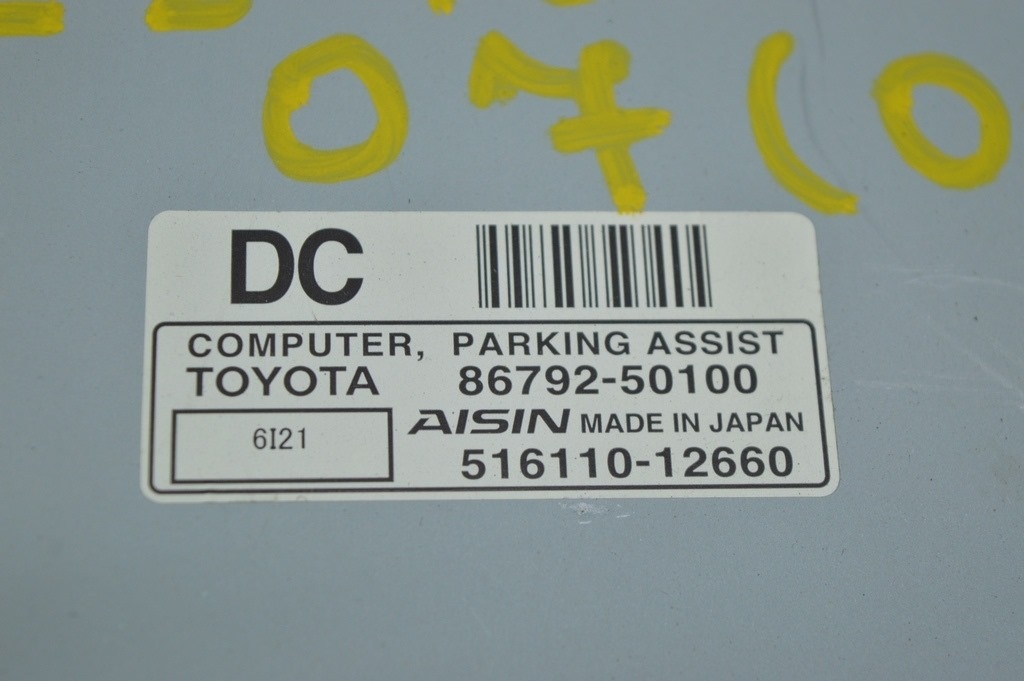 07(0
DC
COMPUTER, PARKING ASSIST
TOYOTA 86792-50100
6I21
AISIN MADE IN JAPAN
516110-12660